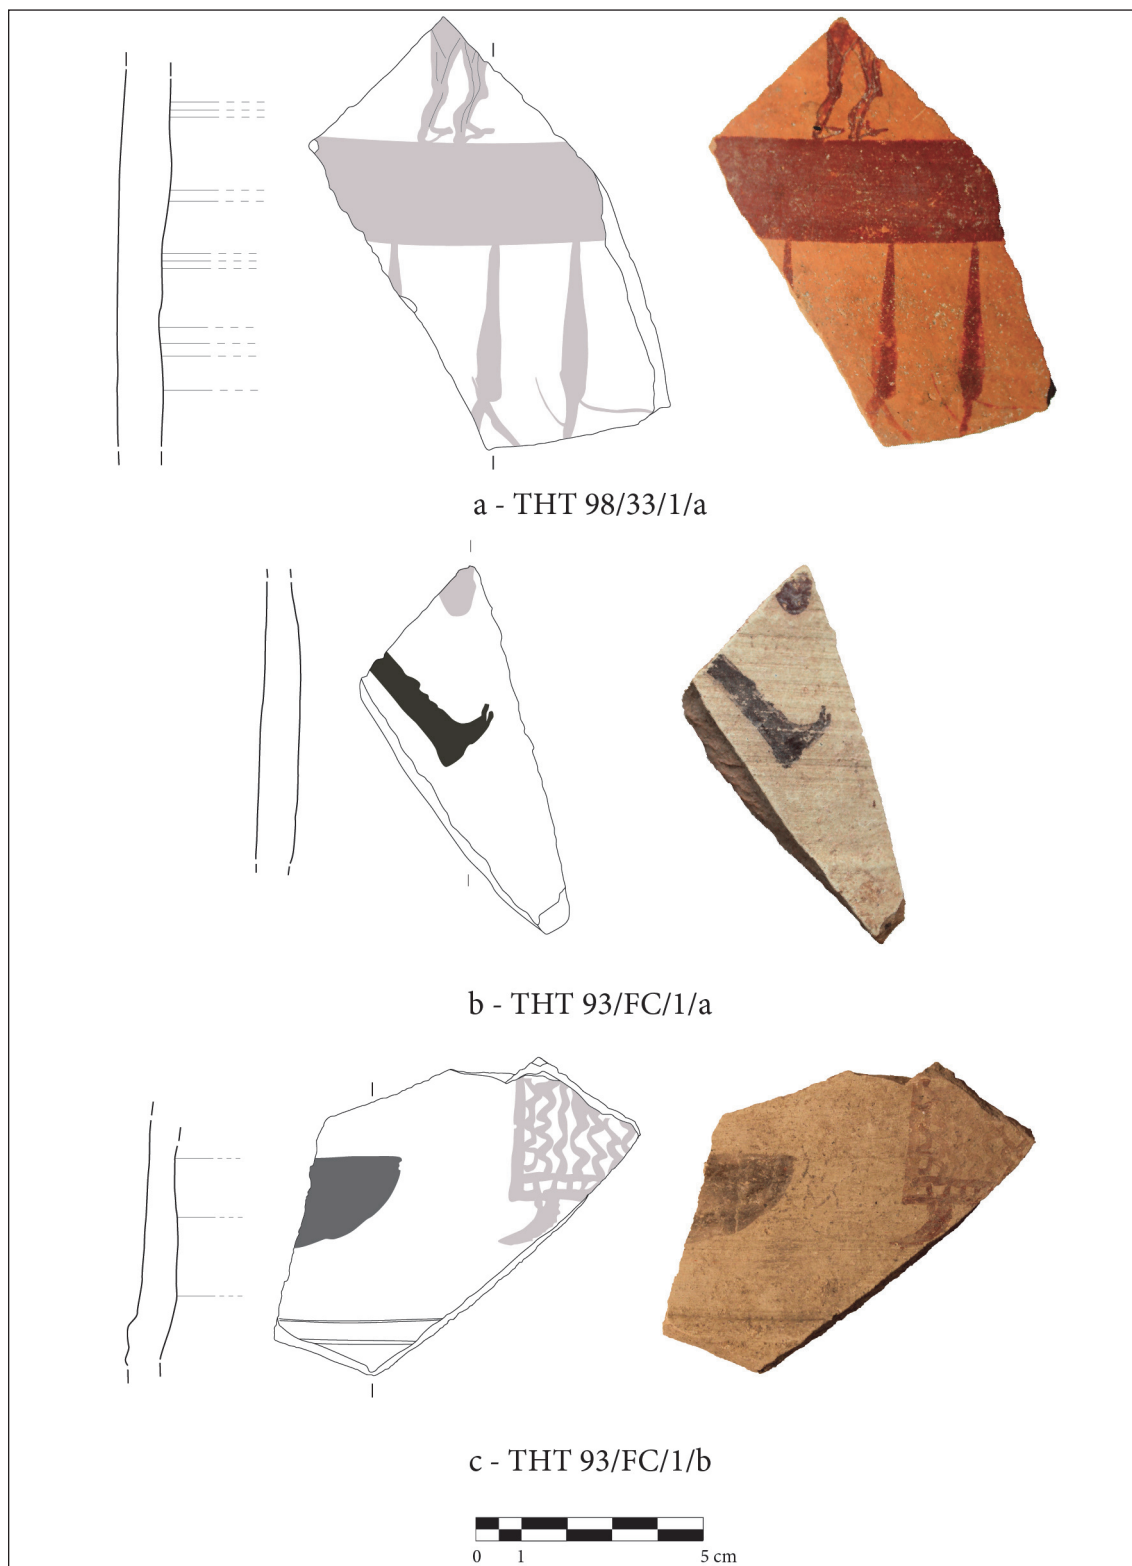 a - THT 98/33/1/a
b - THT 93/FC/1/a
c - THT 93/FC/1/b
0 1 5 cm